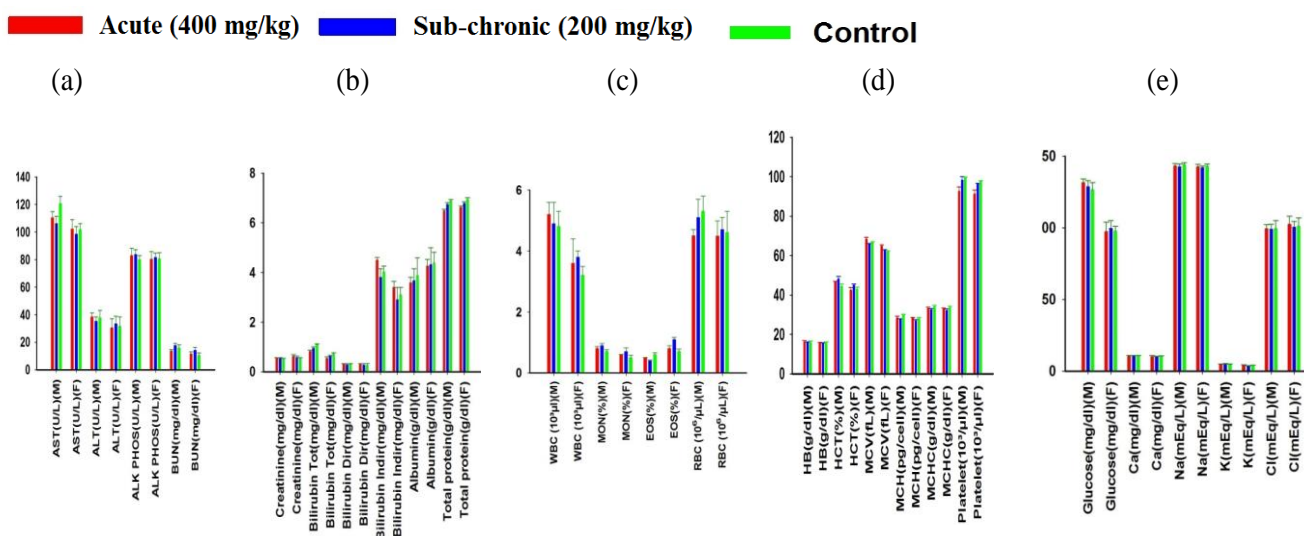 Acute (400 mg/kg) Sub-chronic (200 mg/kg) Control
(a) (b) (c) (d) (e)
140
120
100
80
60
40
20
0
AST(U/L)(M)
AST(U/L)(F)
ALT(U/L)(M)
ALT(U/L)(F)
ALK PHOS(U/L)(M)
ALK PHOS(U/L)(F)
BUN(mg/dl)(M)
BUN(mg/dl)(F)
8
6
4
2
0
Creatinine(mg/dl)(M)
Creatinine(mg/dl)(F)
Bilirubin Tot(mg/dl)(M)
Bilirubin Tot(mg/dl)(F)
Bilirubin Dir(mg/dl)(M)
Bilirubin Dir(mg/dl)(F)
Bilirubin Indir(mg/dl)(M)
Bilirubin Indir(mg/dl)(F)
Albumin(g/dl)(M)
Albumin(g/dl)(F)
Total protein(g/dl)(M)
Total protein(g/dl)(F)
6
4
2
0
WBC (10³µl)(M)
WBC (10³µl)(F)
MON(%)(M)
MON(%)(F)
EOS(%)(M)
EOS(%)(F)
RBC (10⁶/µL)(M)
RBC (10⁶/µL)(F)
120
100
80
60
40
20
0
HB(g/dl)(M)
HB(g/dl)(F)
HCT(%)(M)
HCT(%)(F)
MCV(fL)(M)
MCV(fL)(F)
MCH(pg/cell)(M)
MCH(pg/cell)(F)
MCHC(g/dl)(M)
MCHC(g/dl)(F)
Platelet(10³/µl)(M)
Platelet(10³/µl)(F)
50
00
50
0
Glucose(mg/dl)(M)
Glucose(mg/dl)(F)
Ca(mg/dl)(M)
Ca(mg/dl)(F)
Na(mEq/L)(M)
Na(mEq/L)(F)
K(mEq/L)(M)
K(mEq/L)(F)
Cl(mEq/L)(M)
Cl(mEq/L)(F)